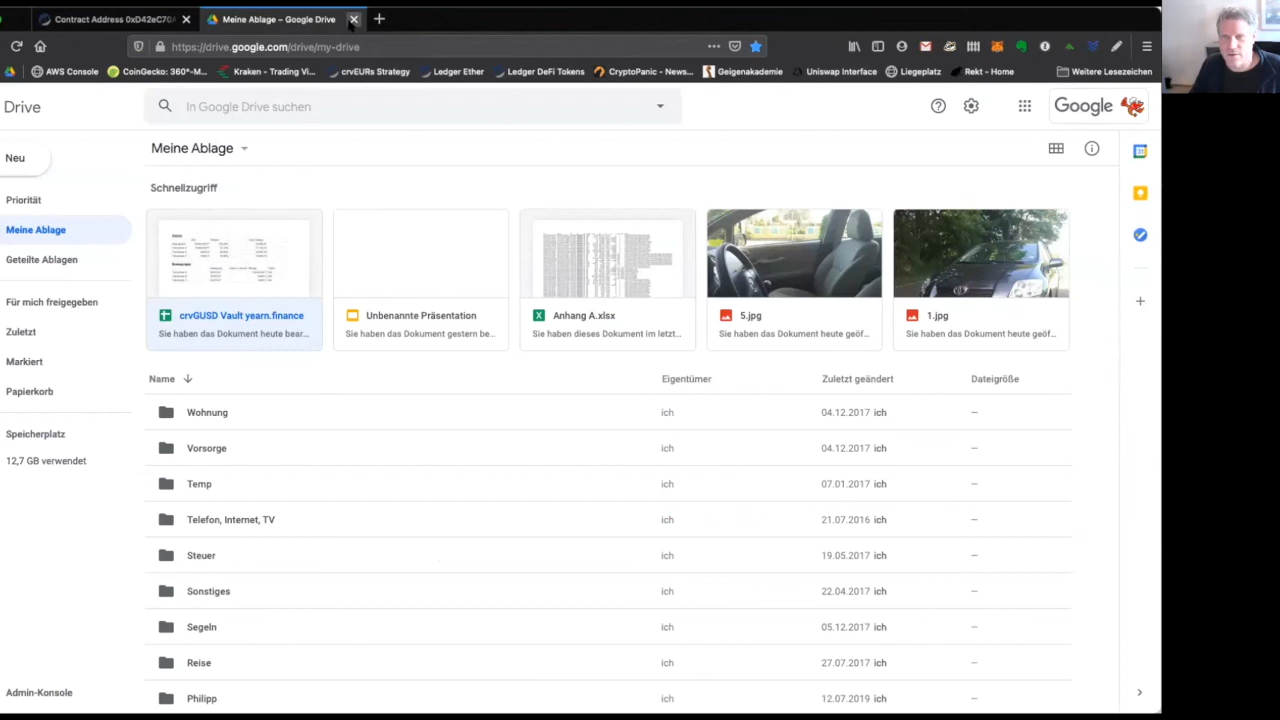 Contract Address 0xD42eC70A
Meine Ablage – Google Drive
https://drive.google.com/drive/my-drive
AWS Console
CoinGecko: 360°-M...
Kraken - Trading Vi...
crvEURs Strategy
Ledger Ether
Ledger DeFi Tokens
CryptoPanic - News...
Geigenakademie
Uniswap Interface
Liegeplatz
Rekt - Home
Weitere Lesezeichen
Drive
In Google Drive suchen
Google
Neu
Meine Ablage
Schnellzugriff
Priorität
Meine Ablage
Geteilte Ablagen
Für mich freigegeben
Zuletzt
Markiert
Papierkorb
Speicherplatz
12,7 GB verwendet
Admin-Konsole
crvGUSD Vault yearn.finance
Sie haben das Dokument heute bear...
Unbenannte Präsentation
Sie haben das Dokument gestern be...
Anhang A.xlsx
Sie haben dieses Dokument im letzt...
5.jpg
Sie haben das Dokument heute geöf...
1.jpg
Sie haben das Dokument heute geöf...
Name Eigentümer Zuletzt geändert Dateigröße
Wohnung ich 04.12.2017 ich –
Vorsorge ich 04.12.2017 ich –
Temp ich 07.01.2017 ich –
Telefon, Internet, TV ich 21.07.2016 ich –
Steuer ich 19.05.2017 ich –
Sonstiges ich 22.04.2017 ich –
Segeln ich 05.12.2017 ich –
Reise ich 27.07.2017 ich –
Philipp ich 12.07.2019 ich –